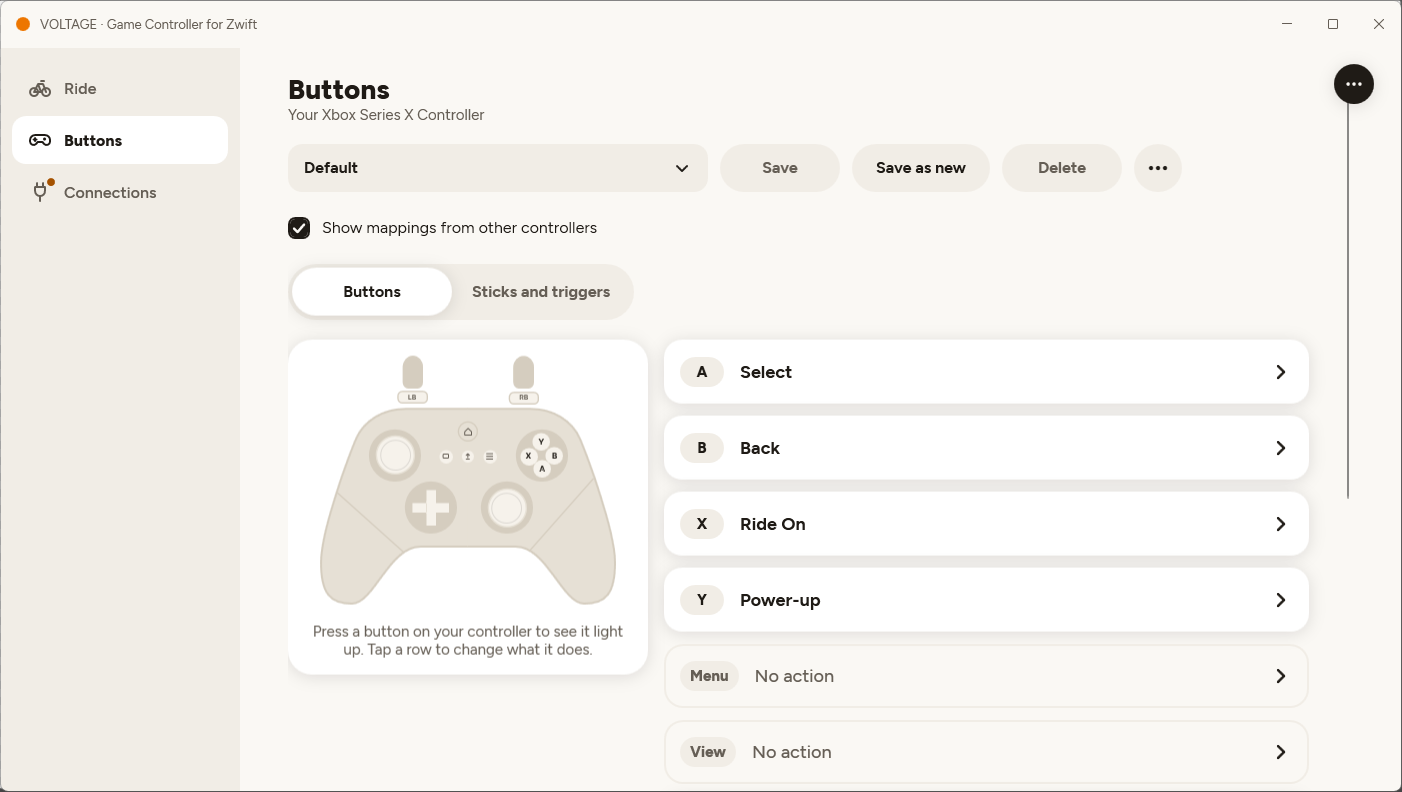 VOLTAGE · Game Controller for Zwift
Ride
Buttons
Connections
Buttons
Your Xbox Series X Controller
Default
Save
Save as new
Delete
Show mappings from other controllers
Buttons
Sticks and triggers
LB
RB
Y
X
B
A
Press a button on your controller to see it light
up. Tap a row to change what it does.
A
Select
B
Back
X
Ride On
Y
Power-up
Menu
No action
View
No action